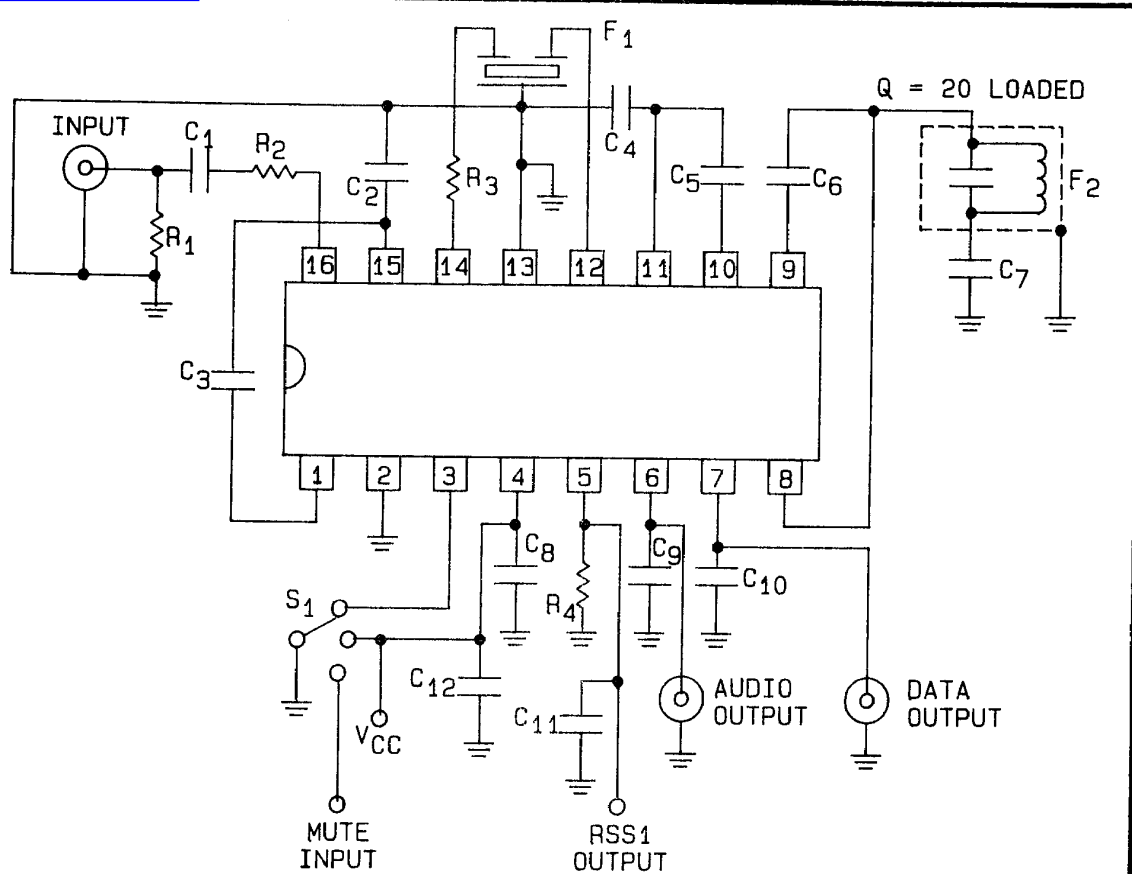 F1
Q = 20 LOADED
INPUT
C1
R2
C2
R3
C4
C5
C6
F2
R1
C7
16
15
14
13
12
11
10
9
C3
1
2
3
4
5
6
7
8
C8
C9
C10
S1
R4
C12
C11
VCC
AUDIO
OUTPUT
DATA
OUTPUT
MUTE
INPUT
RSS1
OUTPUT